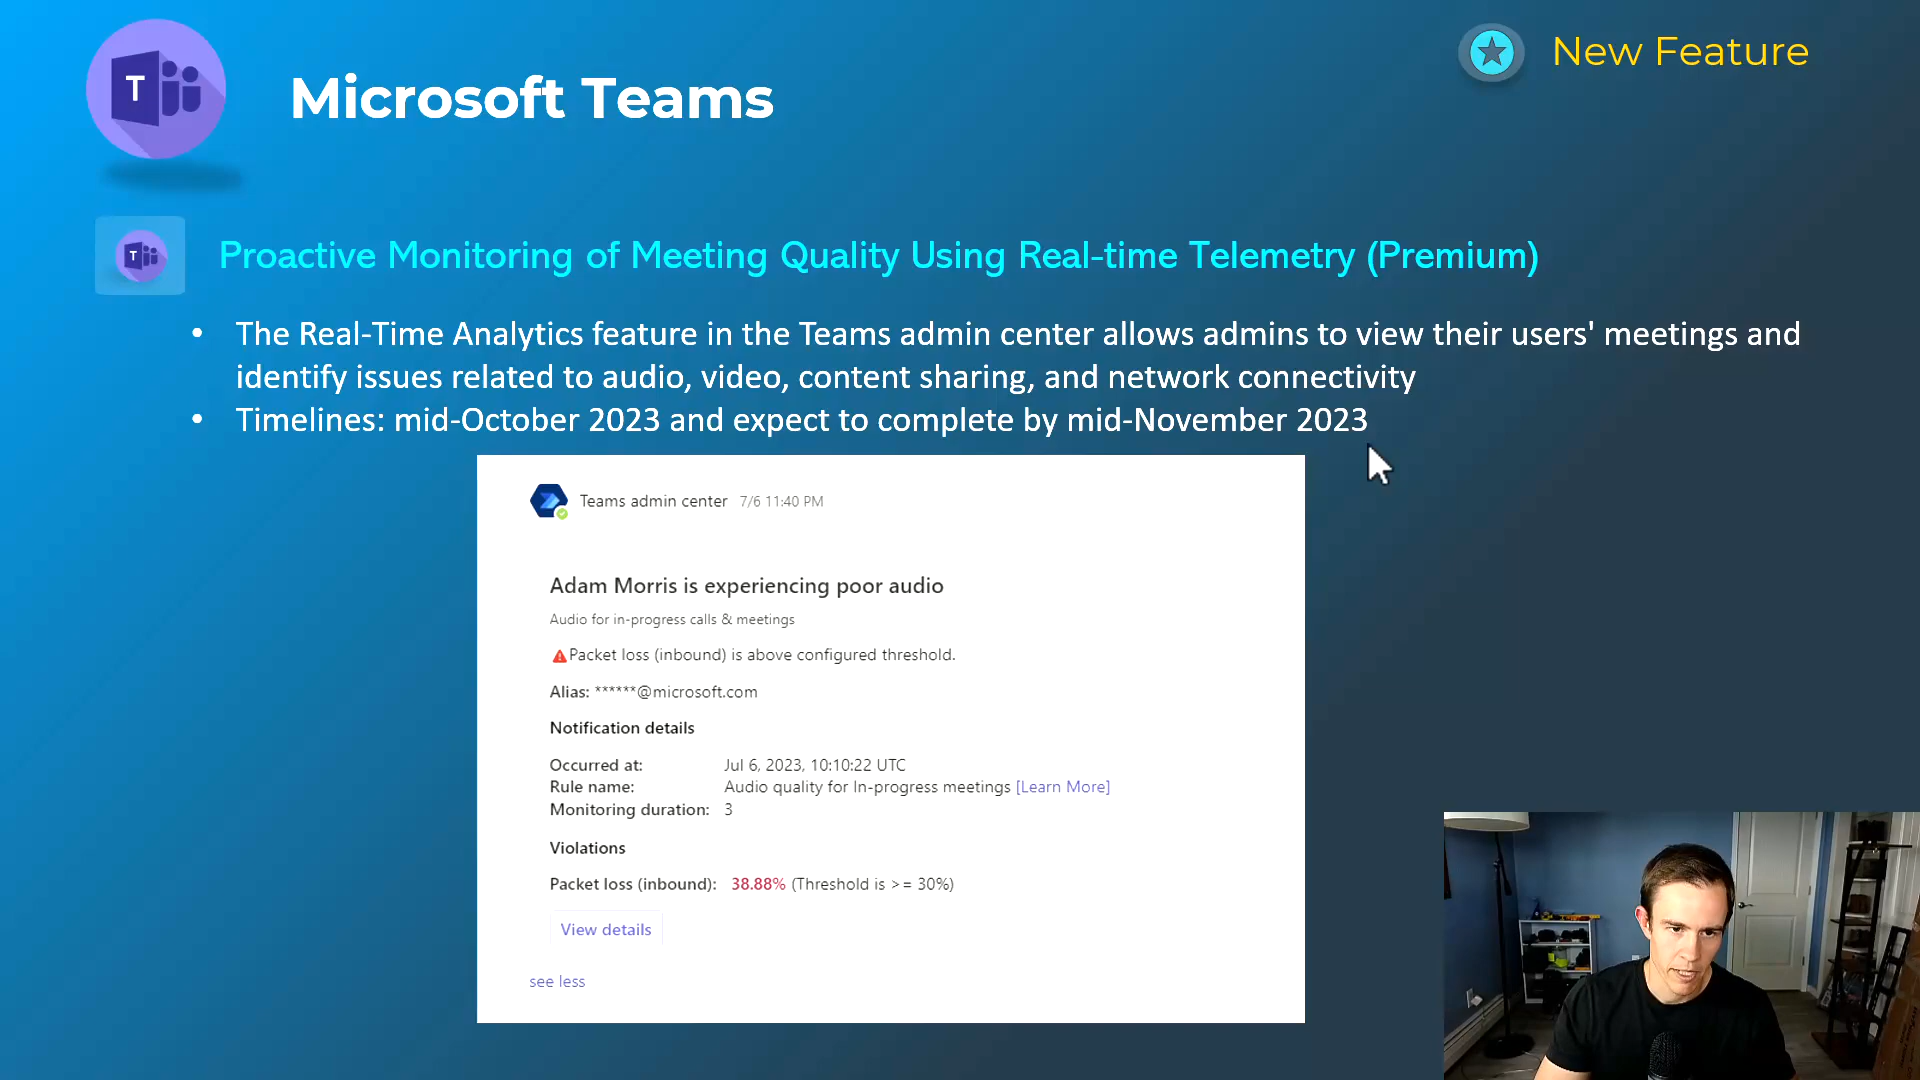 T
Microsoft Teams
New Feature
T
Proactive Monitoring of Meeting Quality Using Real-time Telemetry (Premium)
• The Real-Time Analytics feature in the Teams admin center allows admins to view their users' meetings and
identify issues related to audio, video, content sharing, and network connectivity
• Timelines: mid-October 2023 and expect to complete by mid-November 2023
Teams admin center 7/6 11:40 PM
Adam Morris is experiencing poor audio
Audio for in-progress calls & meetings
Packet loss (inbound) is above configured threshold.
Alias: ******@microsoft.com
Notification details
Occurred at: Jul 6, 2023, 10:10:22 UTC
Rule name: Audio quality for In-progress meetings [Learn More]
Monitoring duration: 3
Violations
Packet loss (inbound): 38.88% (Threshold is >= 30%)
View details
see less